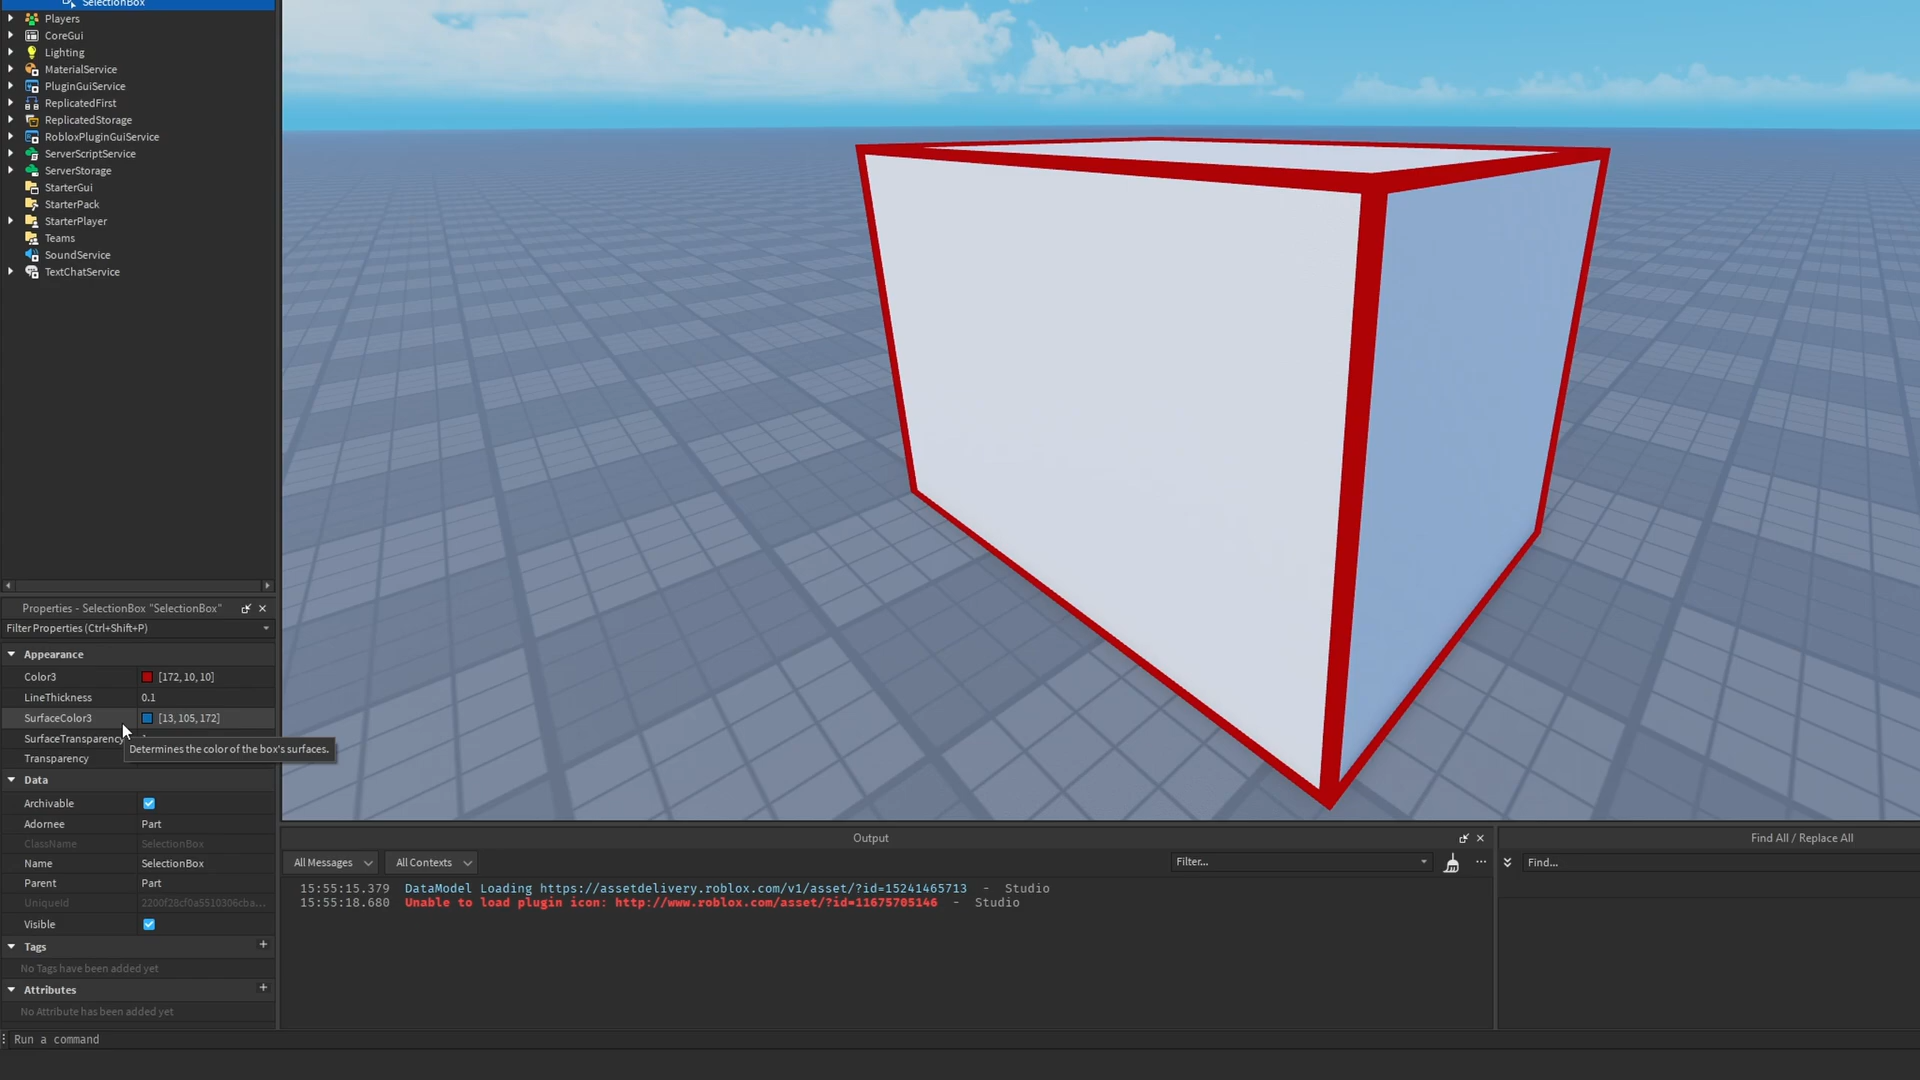 SelectionBox
Players
CoreGui
Lighting
MaterialService
PluginGuiService
ReplicatedFirst
ReplicatedStorage
RobloxPluginGuiService
ServerScriptService
ServerStorage
StarterGui
StarterPack
StarterPlayer
Teams
SoundService
TextChatService
Properties - SelectionBox "SelectionBox"
Filter Properties (Ctrl+Shift+P)
Appearance
Color3 [172, 10, 10]
LineThickness 0.1
SurfaceColor3 [13, 105, 172]
SurfaceTransparency
Determines the color of the box's surfaces.
Transparency
Data
Archivable
Adornee Part
ClassName SelectionBox
Name SelectionBox
Parent Part
UniqueId 2200f28cf0a5510306cba...
Visible
Tags +
No Tags have been added yet
Attributes +
No Attribute has been added yet
Output
All Messages All Contexts Filter... ...
15:55:15.379 DataModel Loading https://assetdelivery.roblox.com/v1/asset/?id=15241465713 - Studio
15:55:18.680 Unable to load plugin icon: http://www.roblox.com/asset/?id=11675705146 - Studio
Find All / Replace All
Find...
Run a command